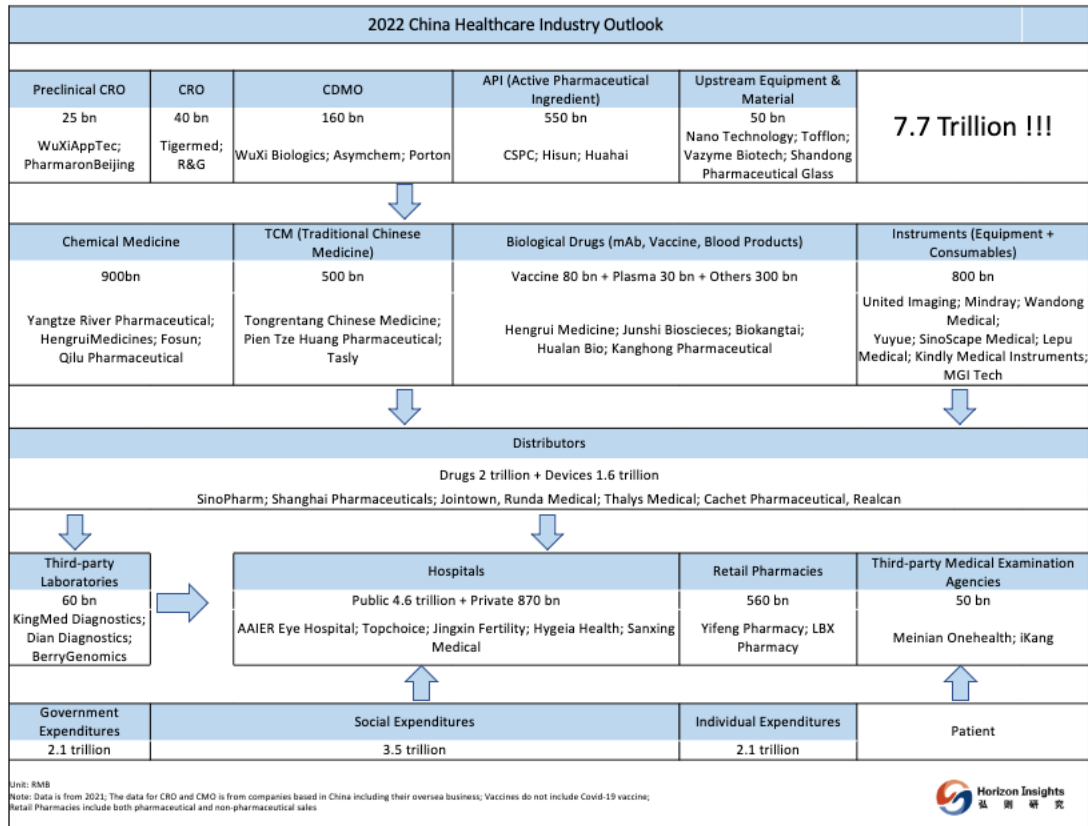 2022 China Healthcare Industry Outlook
Preclinical CRO
CRO
CDMO
API (Active Pharmaceutical
Ingredient)
Upstream Equipment &
Material
25 bn
40 bn
160 bn
550 bn
50 bn
7.7 Trillion !!!
WuXiAppTec;
PharmaronBeijing
Tigermed;
R&G
WuXi Biologics; Asymchem; Porton
CSPC; Hisun; Huahai
Nano Technology; Tofflon;
Vazyme Biotech; Shandong
Pharmaceutical Glass
Chemical Medicine
TCM (Traditional Chinese
Medicine)
Biological Drugs (mAb, Vaccine, Blood Products)
Instruments (Equipment +
Consumables)
900bn
500 bn
Vaccine 80 bn + Plasma 30 bn + Others 300 bn
800 bn
Yangtze River Pharmaceutical;
HengruiMedicines; Fosun;
Qilu Pharmaceutical
Tongrentang Chinese Medicine;
Pien Tze Huang Pharmaceutical;
Tasly
Hengrui Medicine; Junshi Bioscieces; Biokangtai;
Hualan Bio; Kanghong Pharmaceutical
United Imaging; Mindray; Wandong
Medical;
Yuyue; SinoScape Medical; Lepu
Medical; Kindly Medical Instruments;
MGI Tech
Distributors
Drugs 2 trillion + Devices 1.6 trillion
SinoPharm; Shanghai Pharmaceuticals; Jointown, Runda Medical; Thalys Medical; Cachet Pharmaceutical, Realcan
Third-party
Laboratories
Hospitals
Retail Pharmacies
Third-party Medical Examination
Agencies
60 bn
Public 4.6 trillion + Private 870 bn
560 bn
50 bn
KingMed Diagnostics;
Dian Diagnostics;
BerryGenomics
AAIER Eye Hospital; Topchoice; Jingxin Fertility; Hygeia Health; Sanxing
Medical
Yifeng Pharmacy; LBX
Pharmacy
Meinian Onehealth; iKang
Government
Expenditures
Social Expenditures
Individual Expenditures
Patient
2.1 trillion
3.5 trillion
2.1 trillion
Unit: RMB
Note: Data is from 2021; The data for CRO and CMO is from companies based in China including their oversea business; Vaccines do not include Covid-19 vaccine;
Retail Pharmacies include both pharmaceutical and non-pharmaceutical sales
Horizon Insights
弘则研究